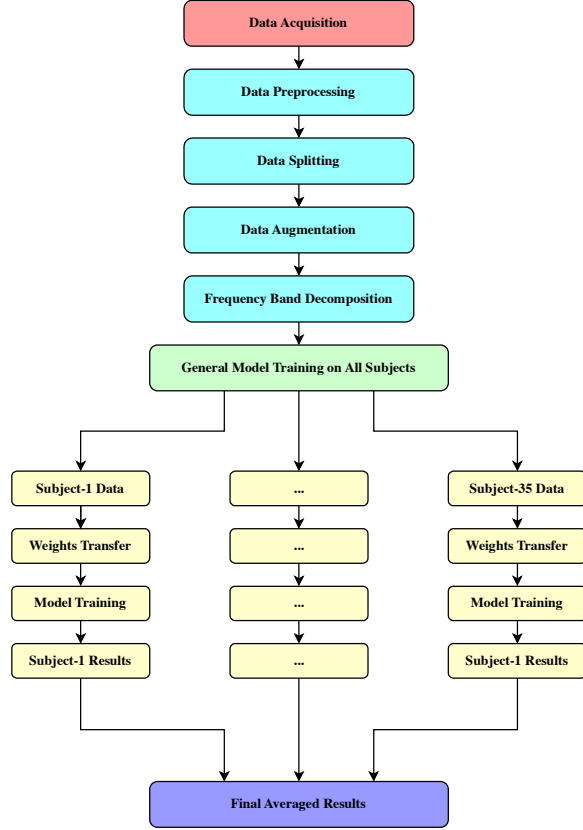 Data Acquisition
Data Preprocessing
Data Splitting
Data Augmentation
Frequency Band Decomposition
General Model Training on All Subjects
Subject-1 Data
...
Subject-35 Data
Weights Transfer
...
Weights Transfer
Model Training
...
Model Training
Subject-1 Results
...
Subject-1 Results
Final Averaged Results